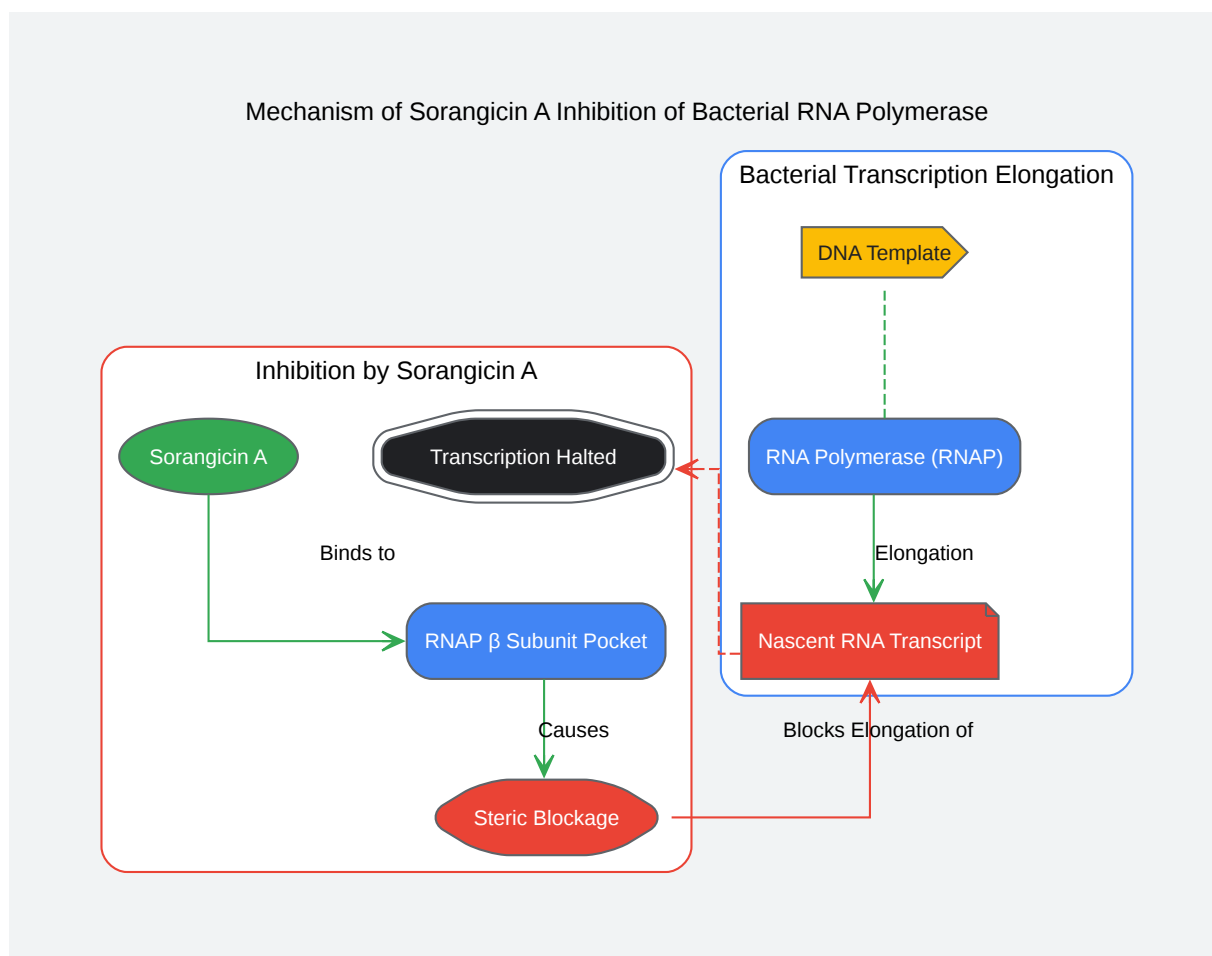 Mechanism of Sorangicin A Inhibition of Bacterial RNA Polymerase
Bacterial Transcription Elongation
DNA Template
Inhibition by Sorangicin A
Sorangicin A
Transcription Halted
RNA Polymerase (RNAP)
Binds to
Elongation
RNAP β Subunit Pocket
Nascent RNA Transcript
Causes
Blocks Elongation of
Steric Blockage